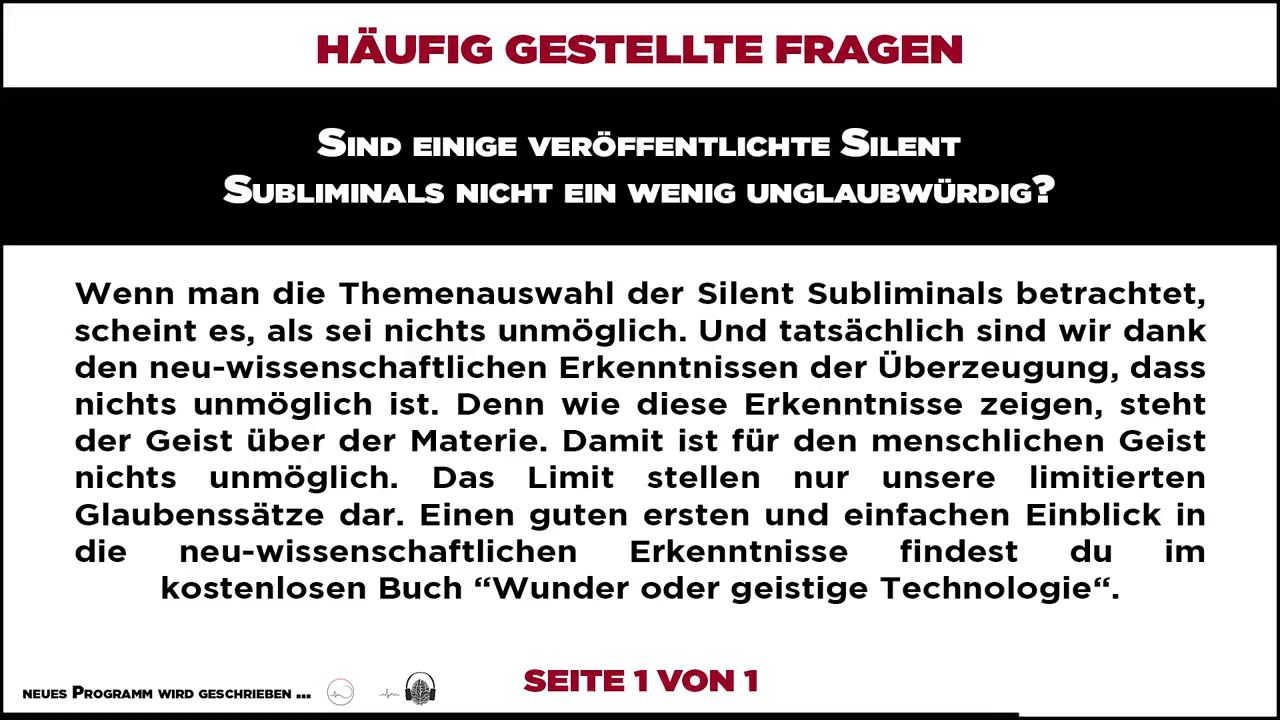 HÄUFIG GESTELLTE FRAGEN
Sind einige veröffentlichte Silent
Subliminals nicht ein wenig unglaubwürdig?
Wenn man die Themenauswahl der Silent Subliminals betrachtet,
scheint es, als sei nichts unmöglich. Und tatsächlich sind wir dank
den neu-wissenschaftlichen Erkenntnissen der Überzeugung, dass
nichts unmöglich ist. Denn wie diese Erkenntnisse zeigen, steht
der Geist über der Materie. Damit ist für den menschlichen Geist
nichts unmöglich. Das Limit stellen nur unsere limitierten
Glaubenssätze dar. Einen guten ersten und einfachen Einblick in
die neu-wissenschaftlichen Erkenntnisse findest du im
kostenlosen Buch “Wunder oder geistige Technologie“.
SEITE 1 VON 1
neues Programm wird geschrieben ...